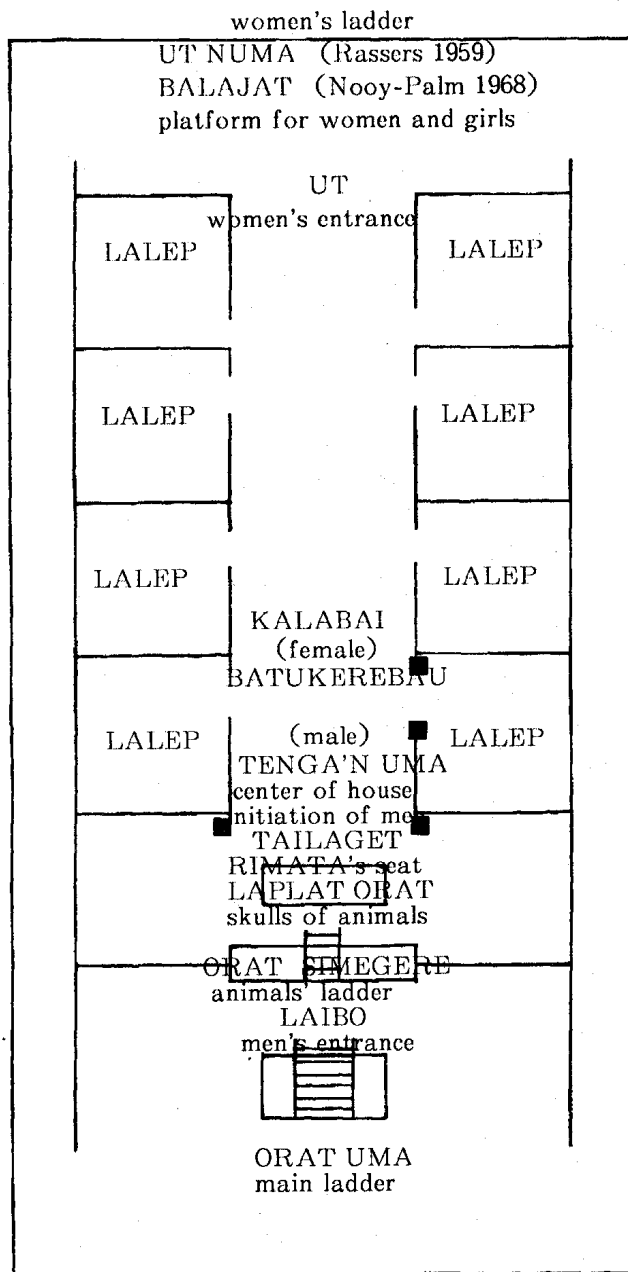 women's ladder
UT NUMA (Rassers 1959)
BALAJAT (Nooy-Palm 1968)
platform for women and girls
UT
women's entrance
LALEP
LALEP
LALEP
LALEP
LALEP
LALEP
KALABAI
(female)
BATUKEREBAU
LALEP
LALEP
(male)
TENGA'N UMA
center of house
nitiation of me
TAILAGET
RIMATA's seat
LAPLAT ORAT
skulls of animals
ORAT SIMEGERE
animals' ladder
LAIBO
men's entrance
ORAT UMA
main ladder